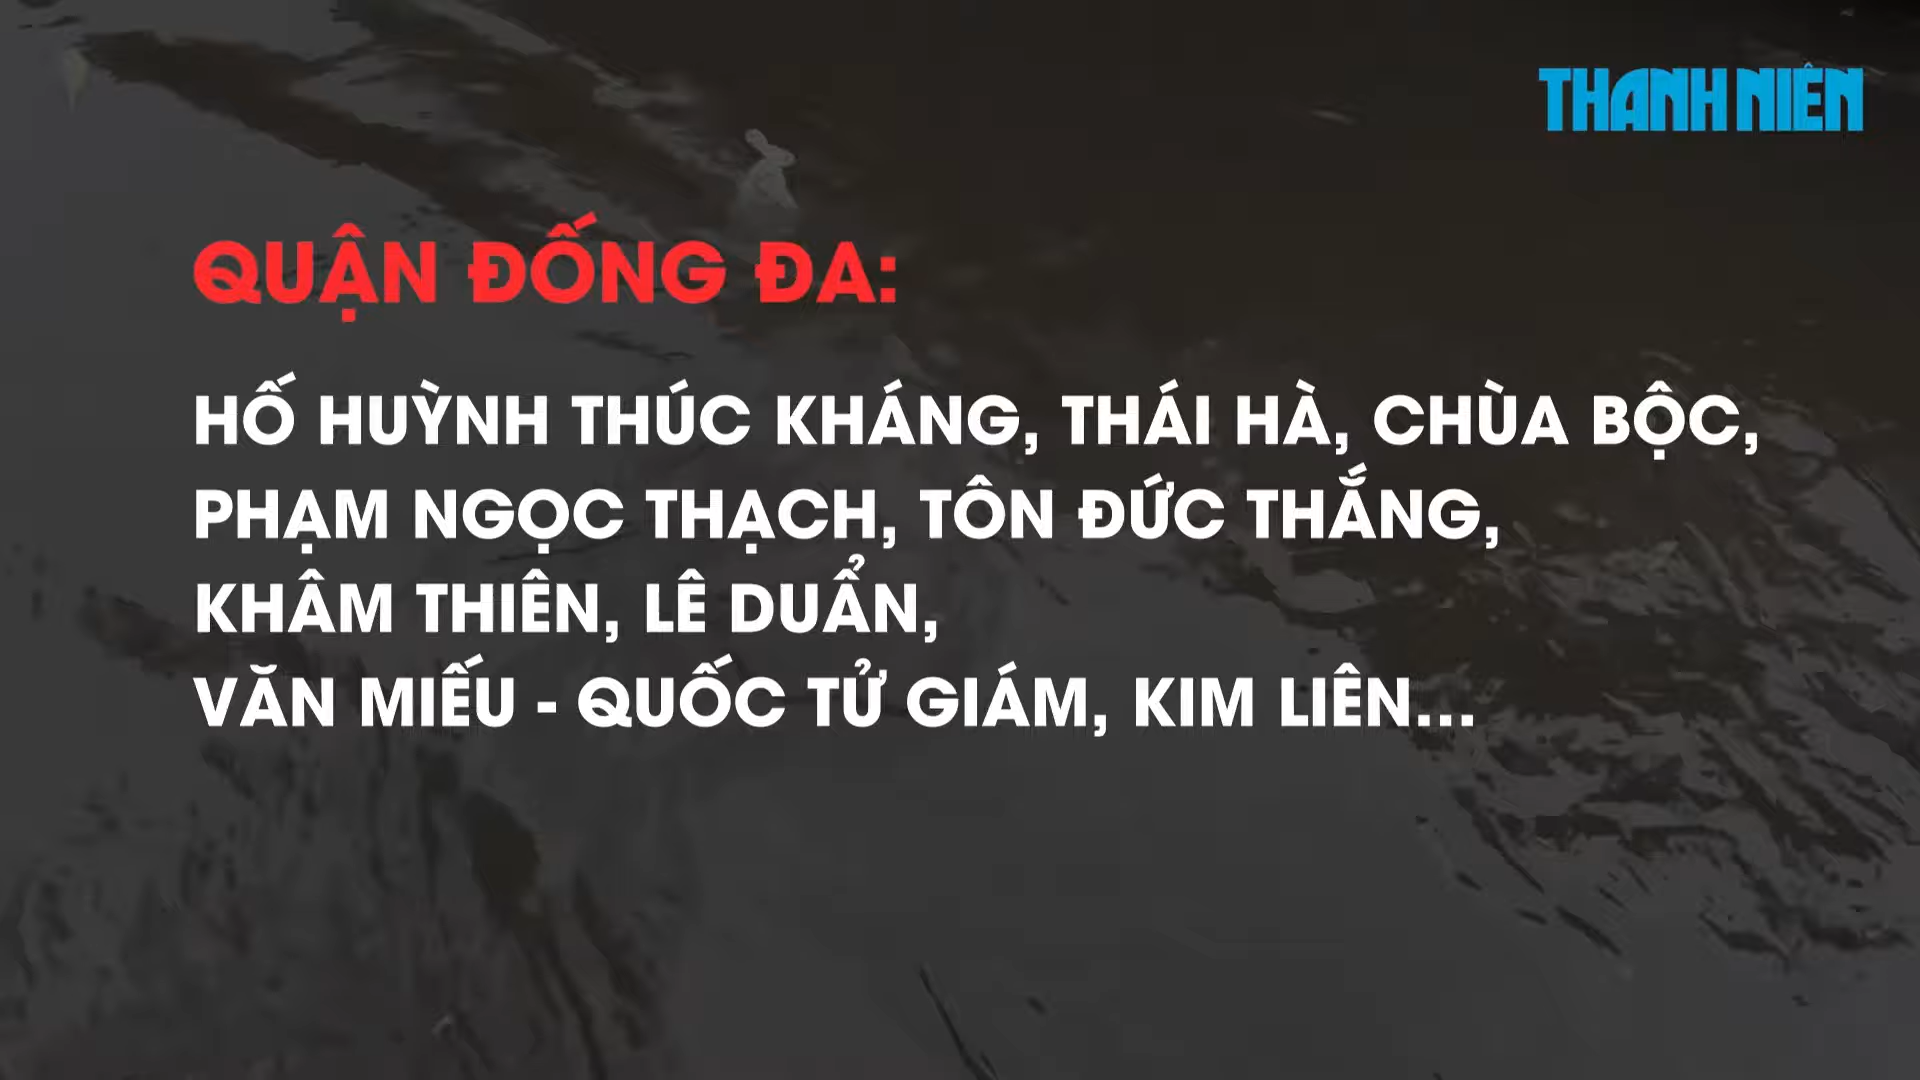 THANH NIÊN
QUẬN ĐỐNG ĐA:
HỐ HUỲNH THÚC KHÁNG, THÁI HÀ, CHÙA BỘC,
PHẠM NGỌC THẠCH, TÔN ĐỨC THẮNG,
KHÂM THIÊN, LÊ DUẨN,
VĂN MIẾU - QUỐC TỬ GIÁM, KIM LIÊN...